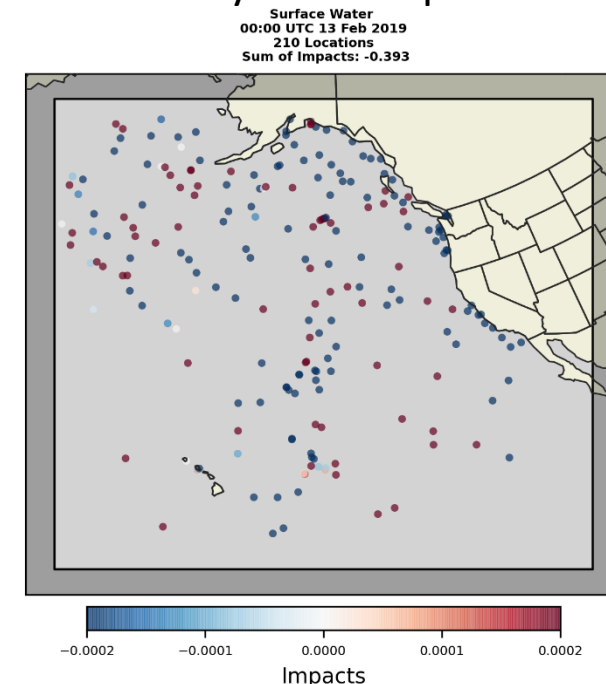 Surface Water
00:00 UTC 13 Feb 2019
210 Locations
Sum of Impacts: -0.393
−0.0002
−0.0001
0.0000
0.0001
0.0002
Impacts